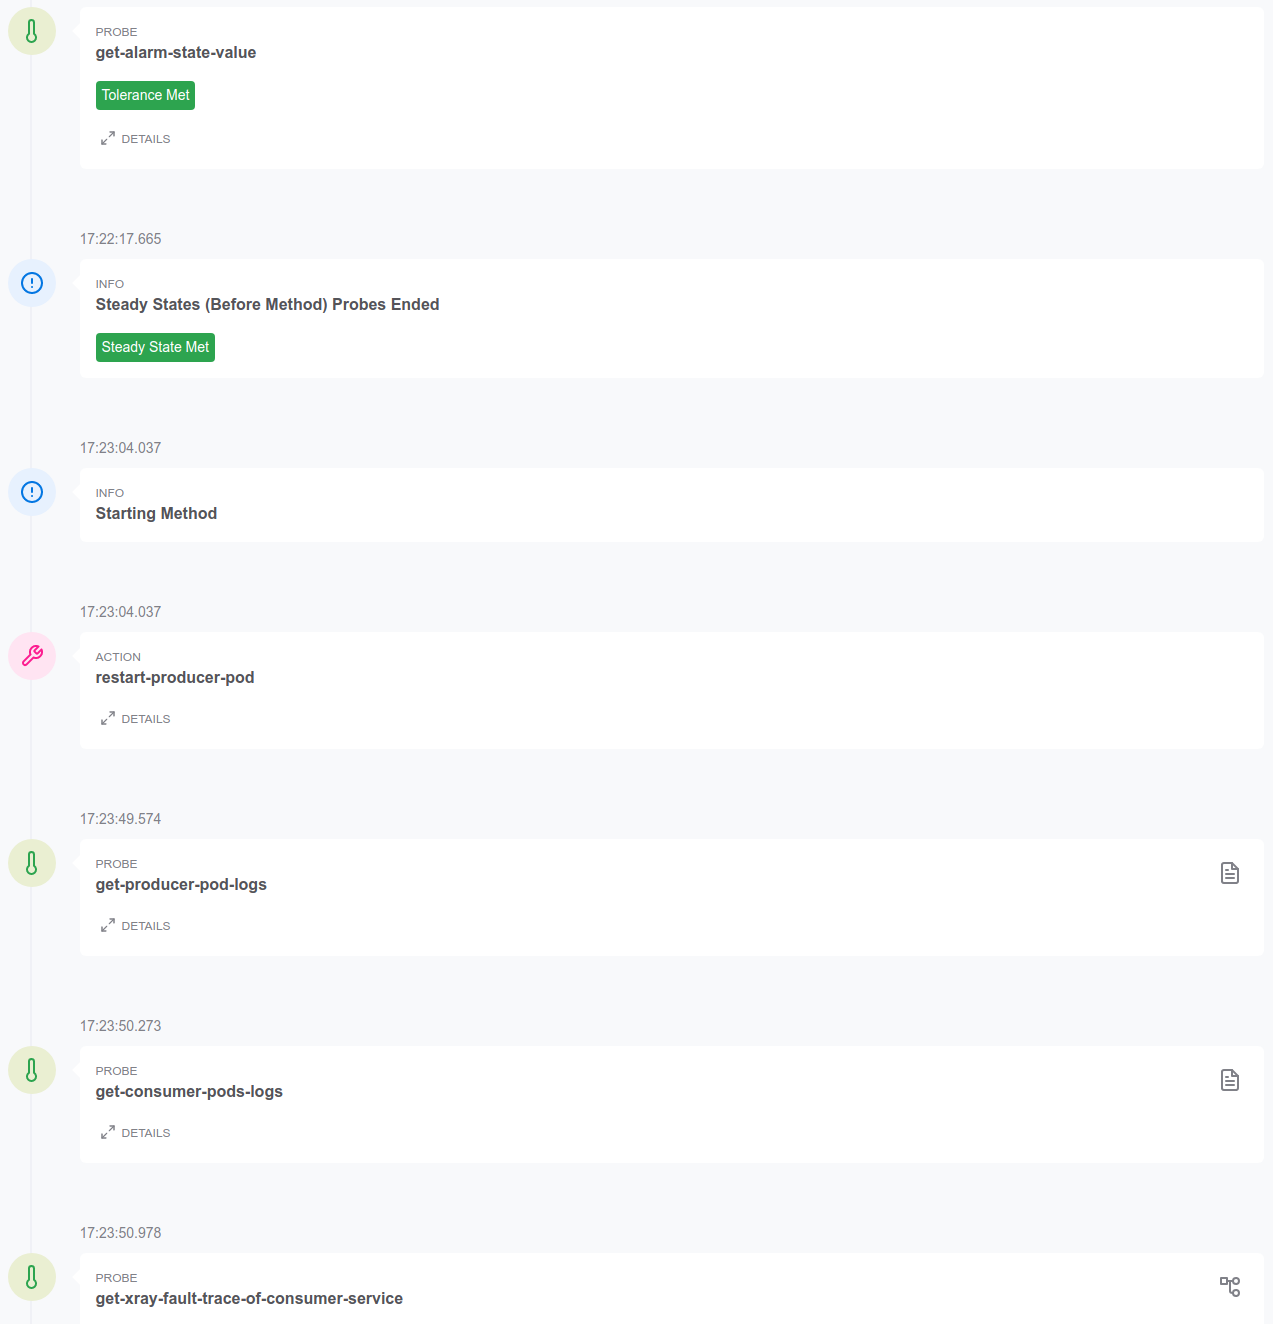 PROBE
get-alarm-state-value
Tolerance Met
DETAILS
17:22:17.665
INFO
Steady States (Before Method) Probes Ended
Steady State Met
17:23:04.037
INFO
Starting Method
17:23:04.037
ACTION
restart-producer-pod
DETAILS
17:23:49.574
PROBE
get-producer-pod-logs
DETAILS
17:23:50.273
PROBE
get-consumer-pods-logs
DETAILS
17:23:50.978
PROBE
get-xray-fault-trace-of-consumer-service